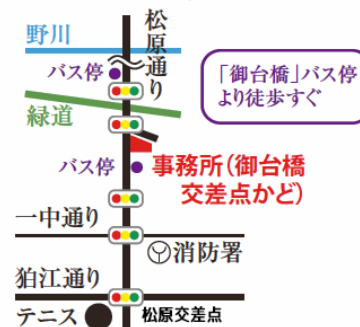 野川
松原通り
バス停
「御台橋」バス停
より徒歩すぐ
緑道
バス停
事務所(御台橋
交差点かど)
一中通り
消防署
狛江通り
テニス
松原交差点